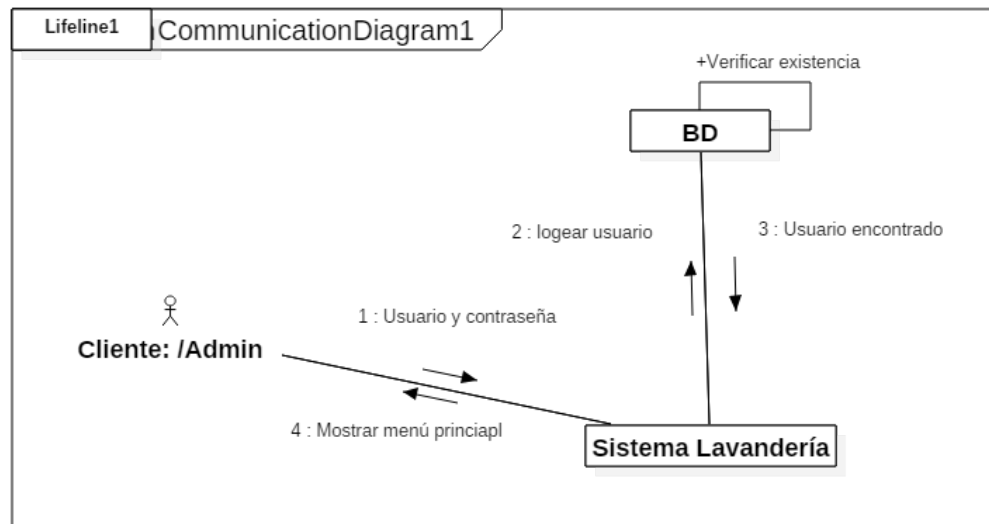 Lifeline1
CommunicationDiagram1
+Verificar existencia
BD
2 : logear usuario
3 : Usuario encontrado
1 : Usuario y contraseña
Cliente: /Admin
4 : Mostrar menú princiapl
Sistema Lavandería